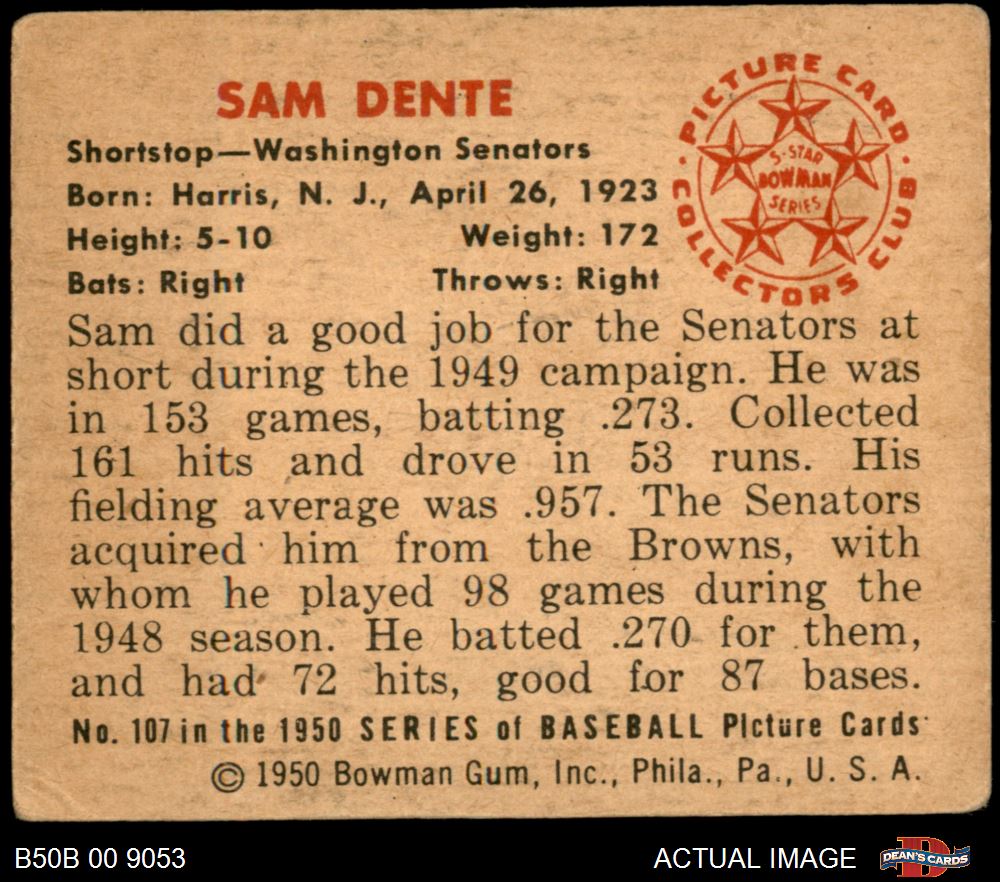 SAM DENTE
Shortstop—Washington Senators
Born: Harris, N. J., April 26, 1923
Height: 5-10 Weight: 172
Bats: Right Throws: Right
PICTURE CARD COLLECTORS CLUB
5-STAR
BOWMAN
SERIES
Sam did a good job for the Senators at
short during the 1949 campaign. He was
in 153 games, batting .273. Collected
161 hits and drove in 53 runs. His
fielding average was .957. The Senators
acquired him from the Browns, with
whom he played 98 games during the
1948 season. He batted .270 for them,
and had 72 hits, good for 87 bases.
No. 107 in the 1950 SERIES of BASEBALL Picture Cards
© 1950 Bowman Gum, Inc., Phila., Pa., U. S. A.
B50B 00 9053
ACTUAL IMAGE
DEAN'S CARDS